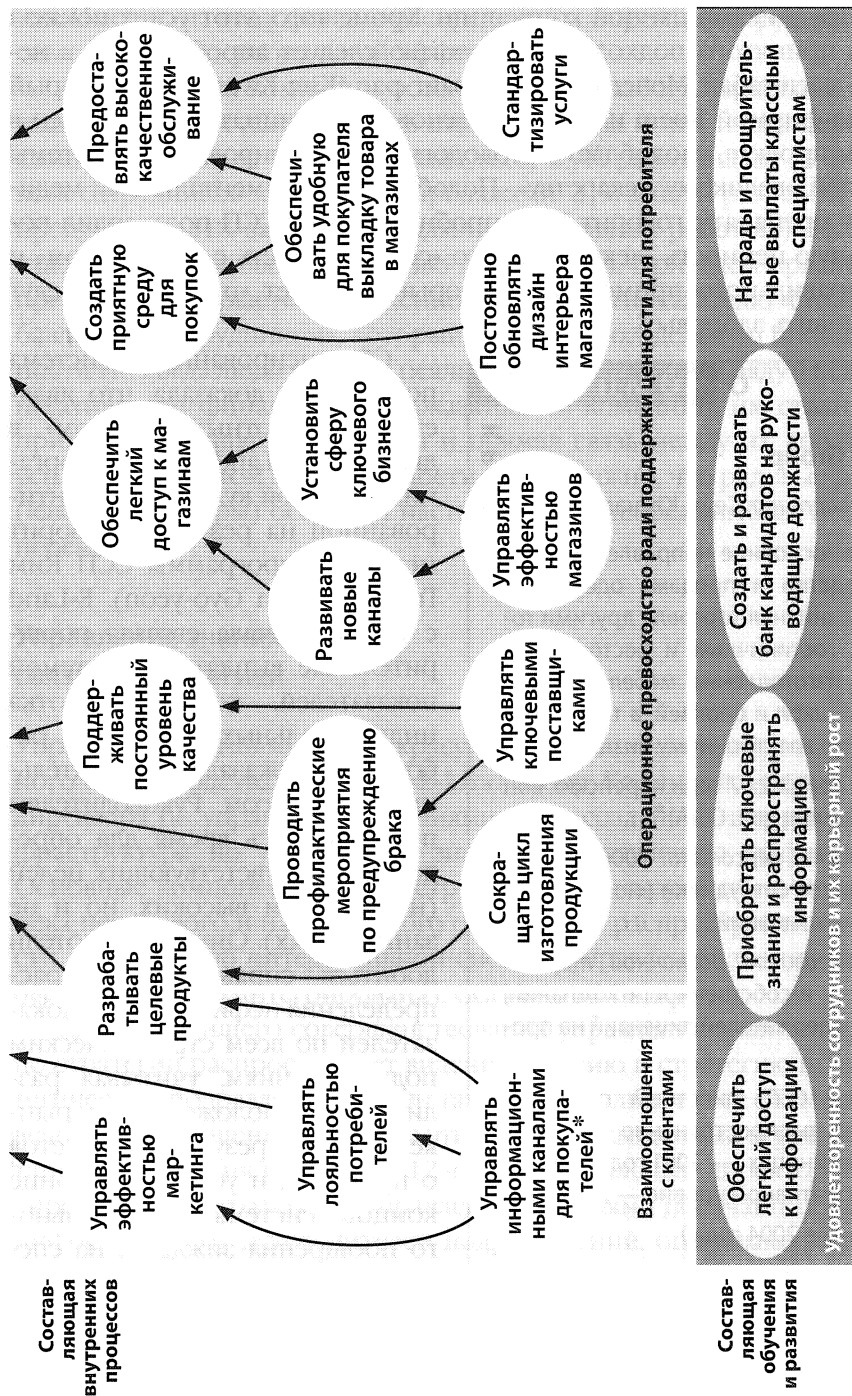 Состав-
ляющая
внутренних
процессов
Управлять
эффектив-
ностью
мар-
кетинга
Разраба-
тывать
целевые
продукты
Поддер-
живать
постоянный
уровень
качества
Обеспечить
легкий
доступ к ма-
газинам
Создать
приятную
среду
для
покупок
Предоста-
влять высоко-
качественное
обслужи-
вание
Управлять
лояльностью
потреби-
телей
Проводить
профилактические
мероприятия
по предупреждению
брака
Развивать
новые
каналы
Установить
сферу
ключевого
бизнеса
Обеспечи-
вать удобную
для покупателя
выкладку товара
в магазинах
Управлять
информацион-
ными каналами
для покупа-
телей*
Сокра-
щать цикл
изготовления
продукции
Управлять
ключевыми
поставщи-
ками
Управлять
эффектив-
ностью
магазинов
Постоянно
обновлять
дизайн
интерьера
магазинов
Стандар-
тизировать
услуги
Взаимоотношения
с клиентами
Операционное превосходство ради поддержки ценности для потребителя
Состав-
ляющая
обучения
и развития
Обеспечить
легкий доступ
к информации
Приобретать ключевые
знания и распространять
информацию
Создать и развивать
банк кандидатов на руко-
водящие должности
Награды и поощритель-
ные выплаты классным
специалистам
Удовлетворенность сотрудников и их карьерный рост